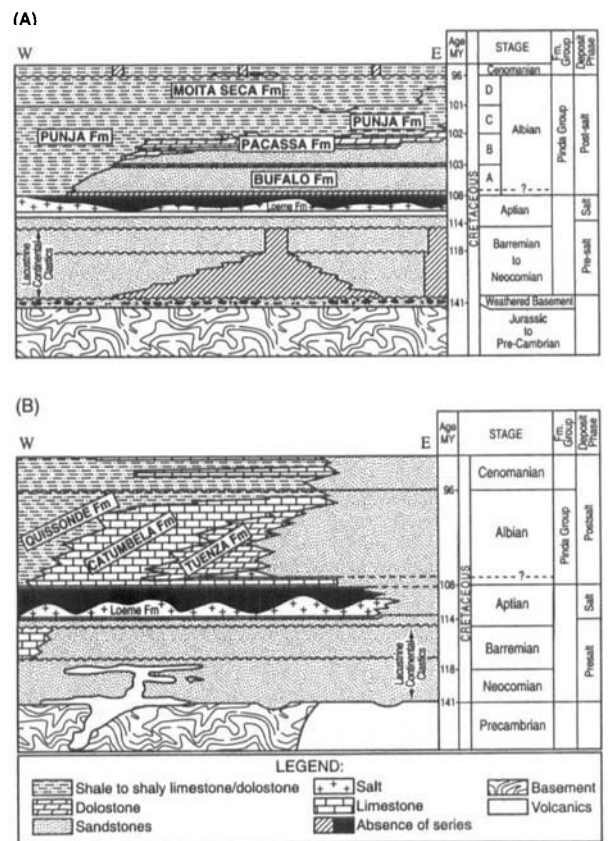 (A)
W E
Age MY STAGE Fm. Group Deposit Phase
MOITA SECA Fm
PUNJA Fm
PUNJA Fm
PACASSA Fm
BUFALO Fm
Loeme Fm
Lacustrine Continental Clastics
96
101
102
103
108
114
118
141
CRETACEOUS
Cenomanian
D
C
B
A
Albian
?
Aptian
Barremian to Neocomian
Weathered Basement
Jurassic to Pre-Cambrian
Pinda Group
Post-salt
Salt
Pre-salt
(B)
W E
Age MY STAGE Fm. Group Deposit Phase
QUISSONDE Fm
CATUMBELA Fm
TUENZA Fm
Loeme Fm
Lacustrine Continental Clastics
96
108
114
118
141
CRETACEOUS
Cenomanian
Albian
?
Aptian
Barremian
Neocomian
Precambrian
Pinda Group
Postsalt
Salt
Presalt
LEGEND:
Shale to shaly limestone/dolostone Salt Basement
Dolostone Limestone Volcanics
Sandstones Absence of series